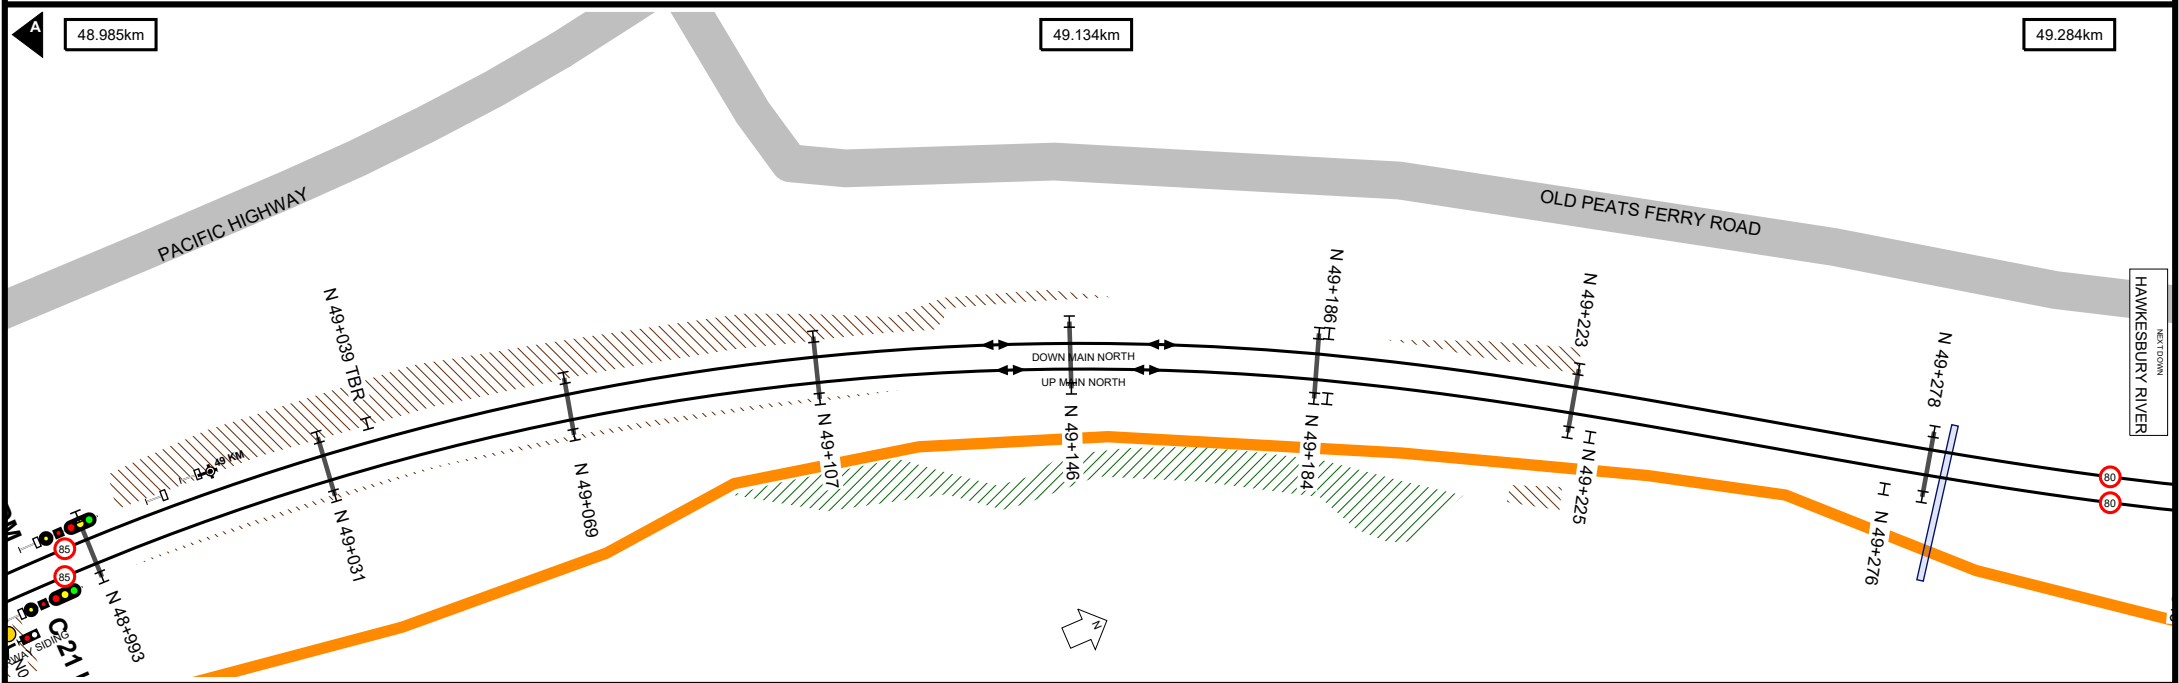 A
48.985km
49.134km
49.284km
PACIFIC HIGHWAY
OLD PEATS FERRY ROAD
HAWKESBURY RIVER
NEXT DOWN
N 49+039 TBR
N 49+186
N 49+223
N 49+278
DOWN MAIN NORTH
UP MAIN NORTH
49 KM
N 49+031
N 49+069
N 49+107
N 49+146
N 49+184
N 49+225
N 49+276
80
80
85
85
N 48+993
C 21
SIDING
N